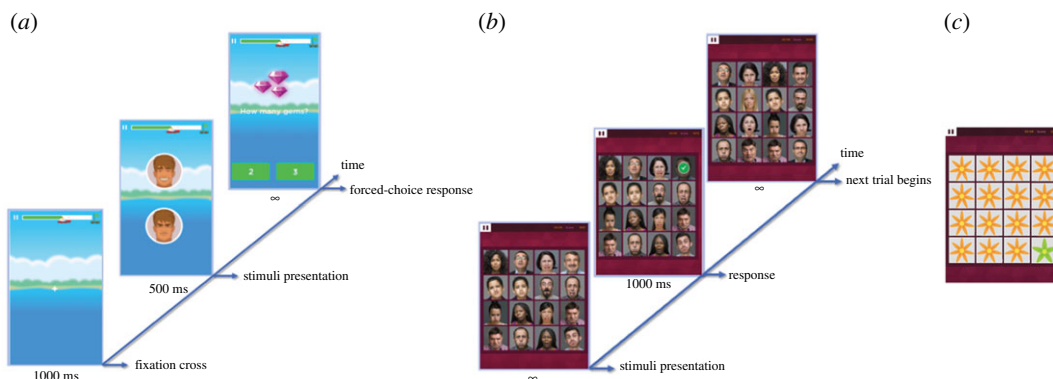 (a)
How many gems?
2
3
time
forced-choice response
∞
stimuli presentation
500 ms
fixation cross
1000 ms
(b)
time
next trial begins
∞
response
1000 ms
stimuli presentation
∞
(c)